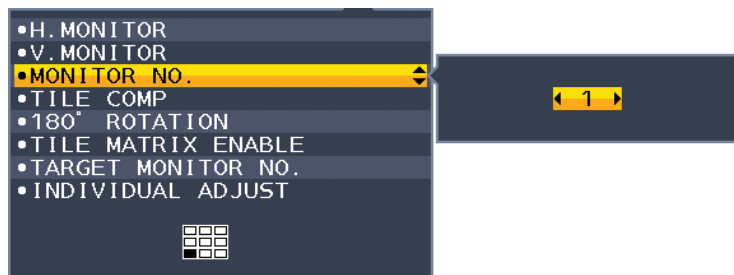 •H.MONITOR
•V.MONITOR
•MONITOR NO.
1
•TILE COMP
•180° ROTATION
•TILE MATRIX ENABLE
•TARGET MONITOR NO.
•INDIVIDUAL ADJUST